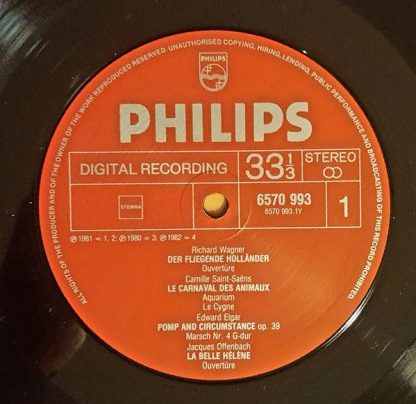 ALL RIGHTS OF THE PRODUCER AND OF THE OWNER OF THE WORK REPRODUCED RESERVED. UNAUTHORISED COPYING, HIRING, LENDING, PUBLIC PERFORMANCE AND BROADCASTING OF THIS RECORD PROHIBITED
PHILIPS
PHILIPS
DIGITAL RECORDING
33 1/3
STEREO
STEMRA
6570 993
6570 993.1Y
1
℗ 1981 = 1, 2; ℗ 1980 = 3; ℗ 1982 = 4
Richard Wagner
DER FLIEGENDE HOLLÄNDER
Ouvertüre
Camille Saint-Saëns
LE CARNAVAL DES ANIMAUX
Aquarium
Le Cygne
Edward Elgar
POMP AND CIRCUMSTANCE op. 39
Marsch Nr. 4 G-dur
Jacques Offenbach
LA BELLE HÉLÈNE
Ouvertüre